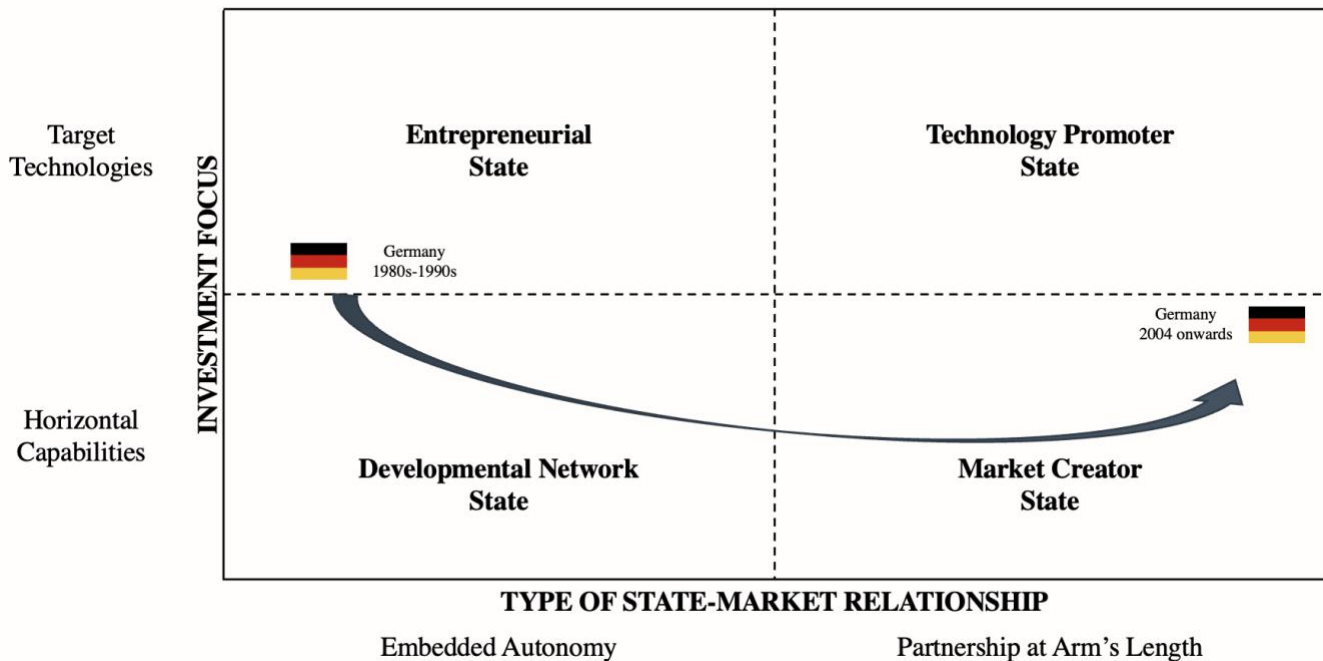 Target
Technologies
INVESTMENT FOCUS
Entrepreneurial
State
Technology Promoter
State
Germany
1980s-1990s
Germany
2004 onwards
Horizontal
Capabilities
Developmental Network
State
Market Creator
State
TYPE OF STATE-MARKET RELATIONSHIP
Embedded Autonomy
Partnership at Arm's Length